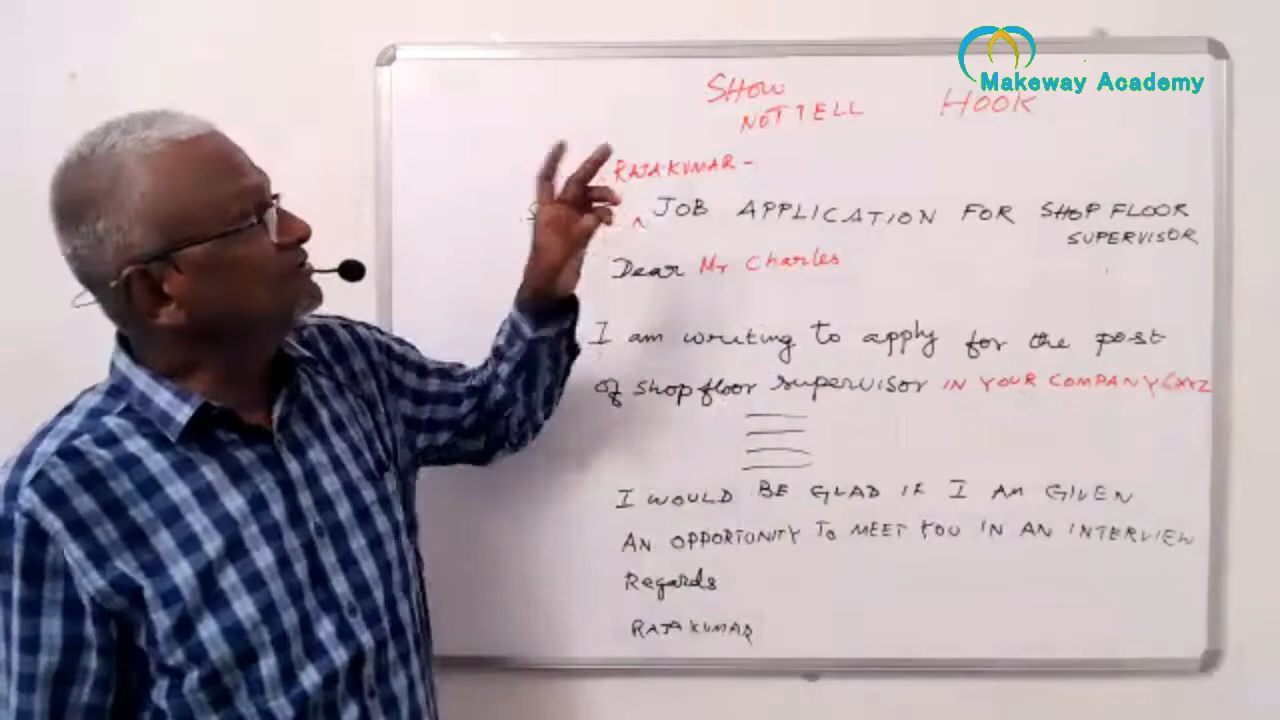 Makeway Academy
SHOW
NOT TELL
HOOK
RAJAKUMAR -
JOB APPLICATION FOR SHOP FLOOR
SUPERVISOR
Dear Mr Charles
I am writing to apply for the post
of shop floor supervisor IN YOUR COMPANY
I WOULD BE GLAD IF I AM GIVEN
AN OPPORTUNITY TO MEET YOU IN AN INTERVIEW
Regards
RAJAKUMAR